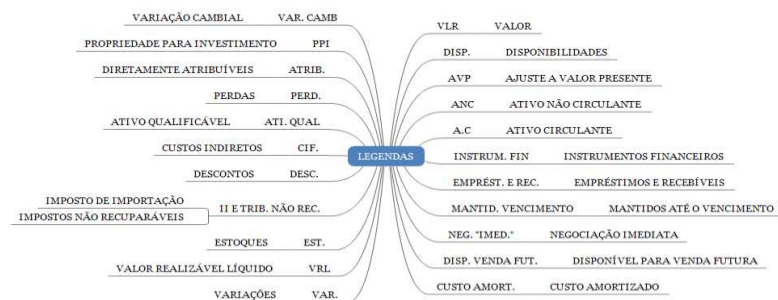 VARIAÇÃO CAMBIAL VAR. CAMB
PROPRIEDADE PARA INVESTIMENTO PPI
DIRETAMENTE ATRIBUÍVEIS ATRIB.
PERDAS PERD.
ATIVO QUALIFICÁVEL ATI. QUAL
CUSTOS INDIRETOS CIF.
DESCONTOS DESC.
IMPOSTO DE IMPORTAÇÃO
IMPOSTOS NÃO RECUPARÁVEIS
II E TRIB. NÃO REC.
ESTOQUES EST.
VALOR REALIZÁVEL LÍQUIDO VRL
VARIAÇÕES VAR.
LEGENDAS
VLR VALOR
DISP. DISPONIBILIDADES
AVP AJUSTE A VALOR PRESENTE
ANC ATIVO NÃO CIRCULANTE
A.C ATIVO CIRCULANTE
INSTRUM. FIN INSTRUMENTOS FINANCEIROS
EMPRÉST. E REC. EMPRÉSTIMOS E RECEBÍVEIS
MANTID. VENCIMENTO MANTIDOS ATÉ O VENCIMENTO
NEG. "IMED." NEGOCIAÇÃO IMEDIATA
DISP. VENDA FUT. DISPONÍVEL PARA VENDA FUTURA
CUSTO AMORT. CUSTO AMORTIZADO